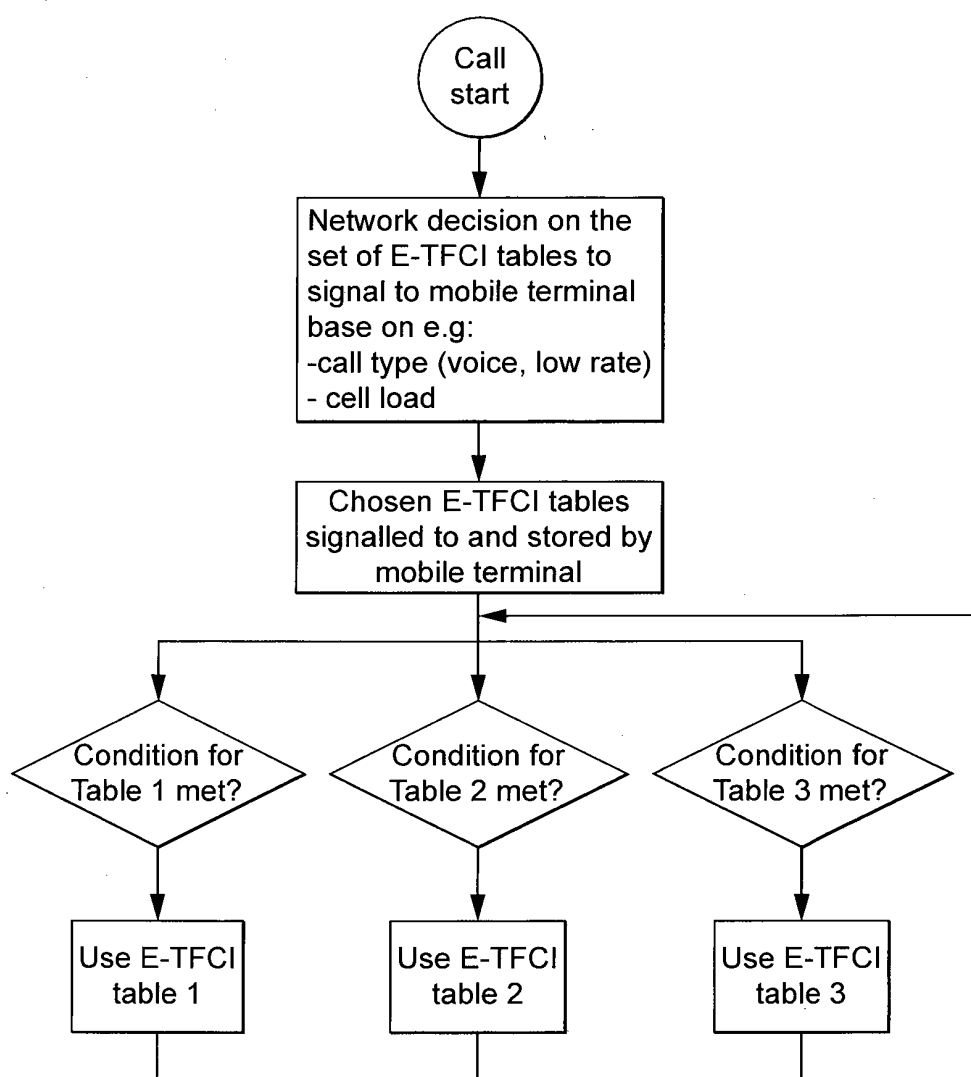 Call
start
Network decision on the
set of E-TFCI tables to
signal to mobile terminal
base on e.g:
-call type (voice, low rate)
- cell load
Chosen E-TFCI tables
signalled to and stored by
mobile terminal
Condition for
Table 1 met?
Condition for
Table 2 met?
Condition for
Table 3 met?
Use E-TFCI
table 1
Use E-TFCI
table 2
Use E-TFCI
table 3